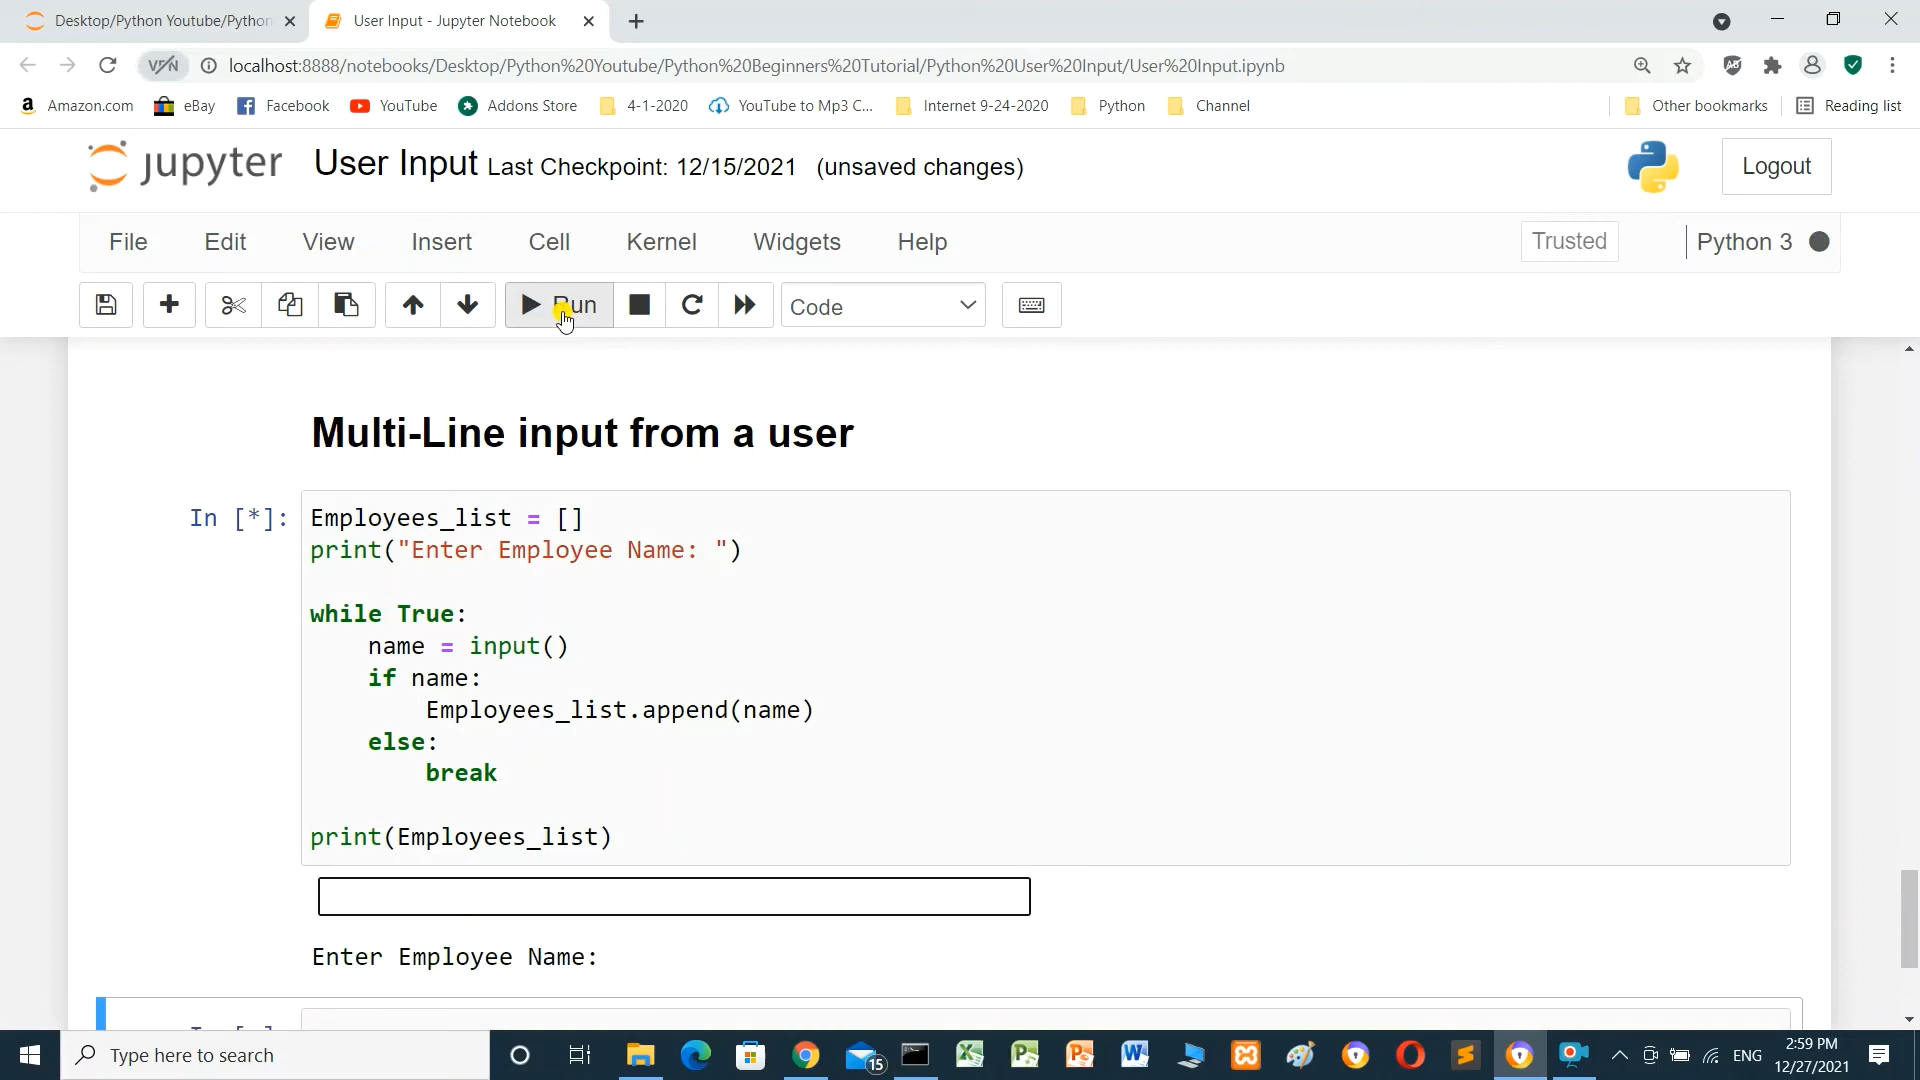 Desktop/Python Youtube/Python
User Input - Jupyter Notebook
VPN
localhost:8888/notebooks/Desktop/Python%20Youtube/Python%20Beginners%20Tutorial/Python%20User%20Input/User%20Input.ipynb
Amazon.com
eBay
Facebook
YouTube
Addons Store
4-1-2020
YouTube to Mp3 C...
Internet 9-24-2020
Python
Channel
Other bookmarks
Reading list
jupyter User Input Last Checkpoint: 12/15/2021 (unsaved changes)
Logout
File Edit View Insert Cell Kernel Widgets Help
Trusted
Python 3
Run
Code
Multi-Line input from a user
In [*]: Employees_list = []
print("Enter Employee Name: ")
while True:
    name = input()
    if name:
        Employees_list.append(name)
    else:
        break
print(Employees_list)
Enter Employee Name:
In [ ]:
Type here to search
15
ENG
2:59 PM
12/27/2021